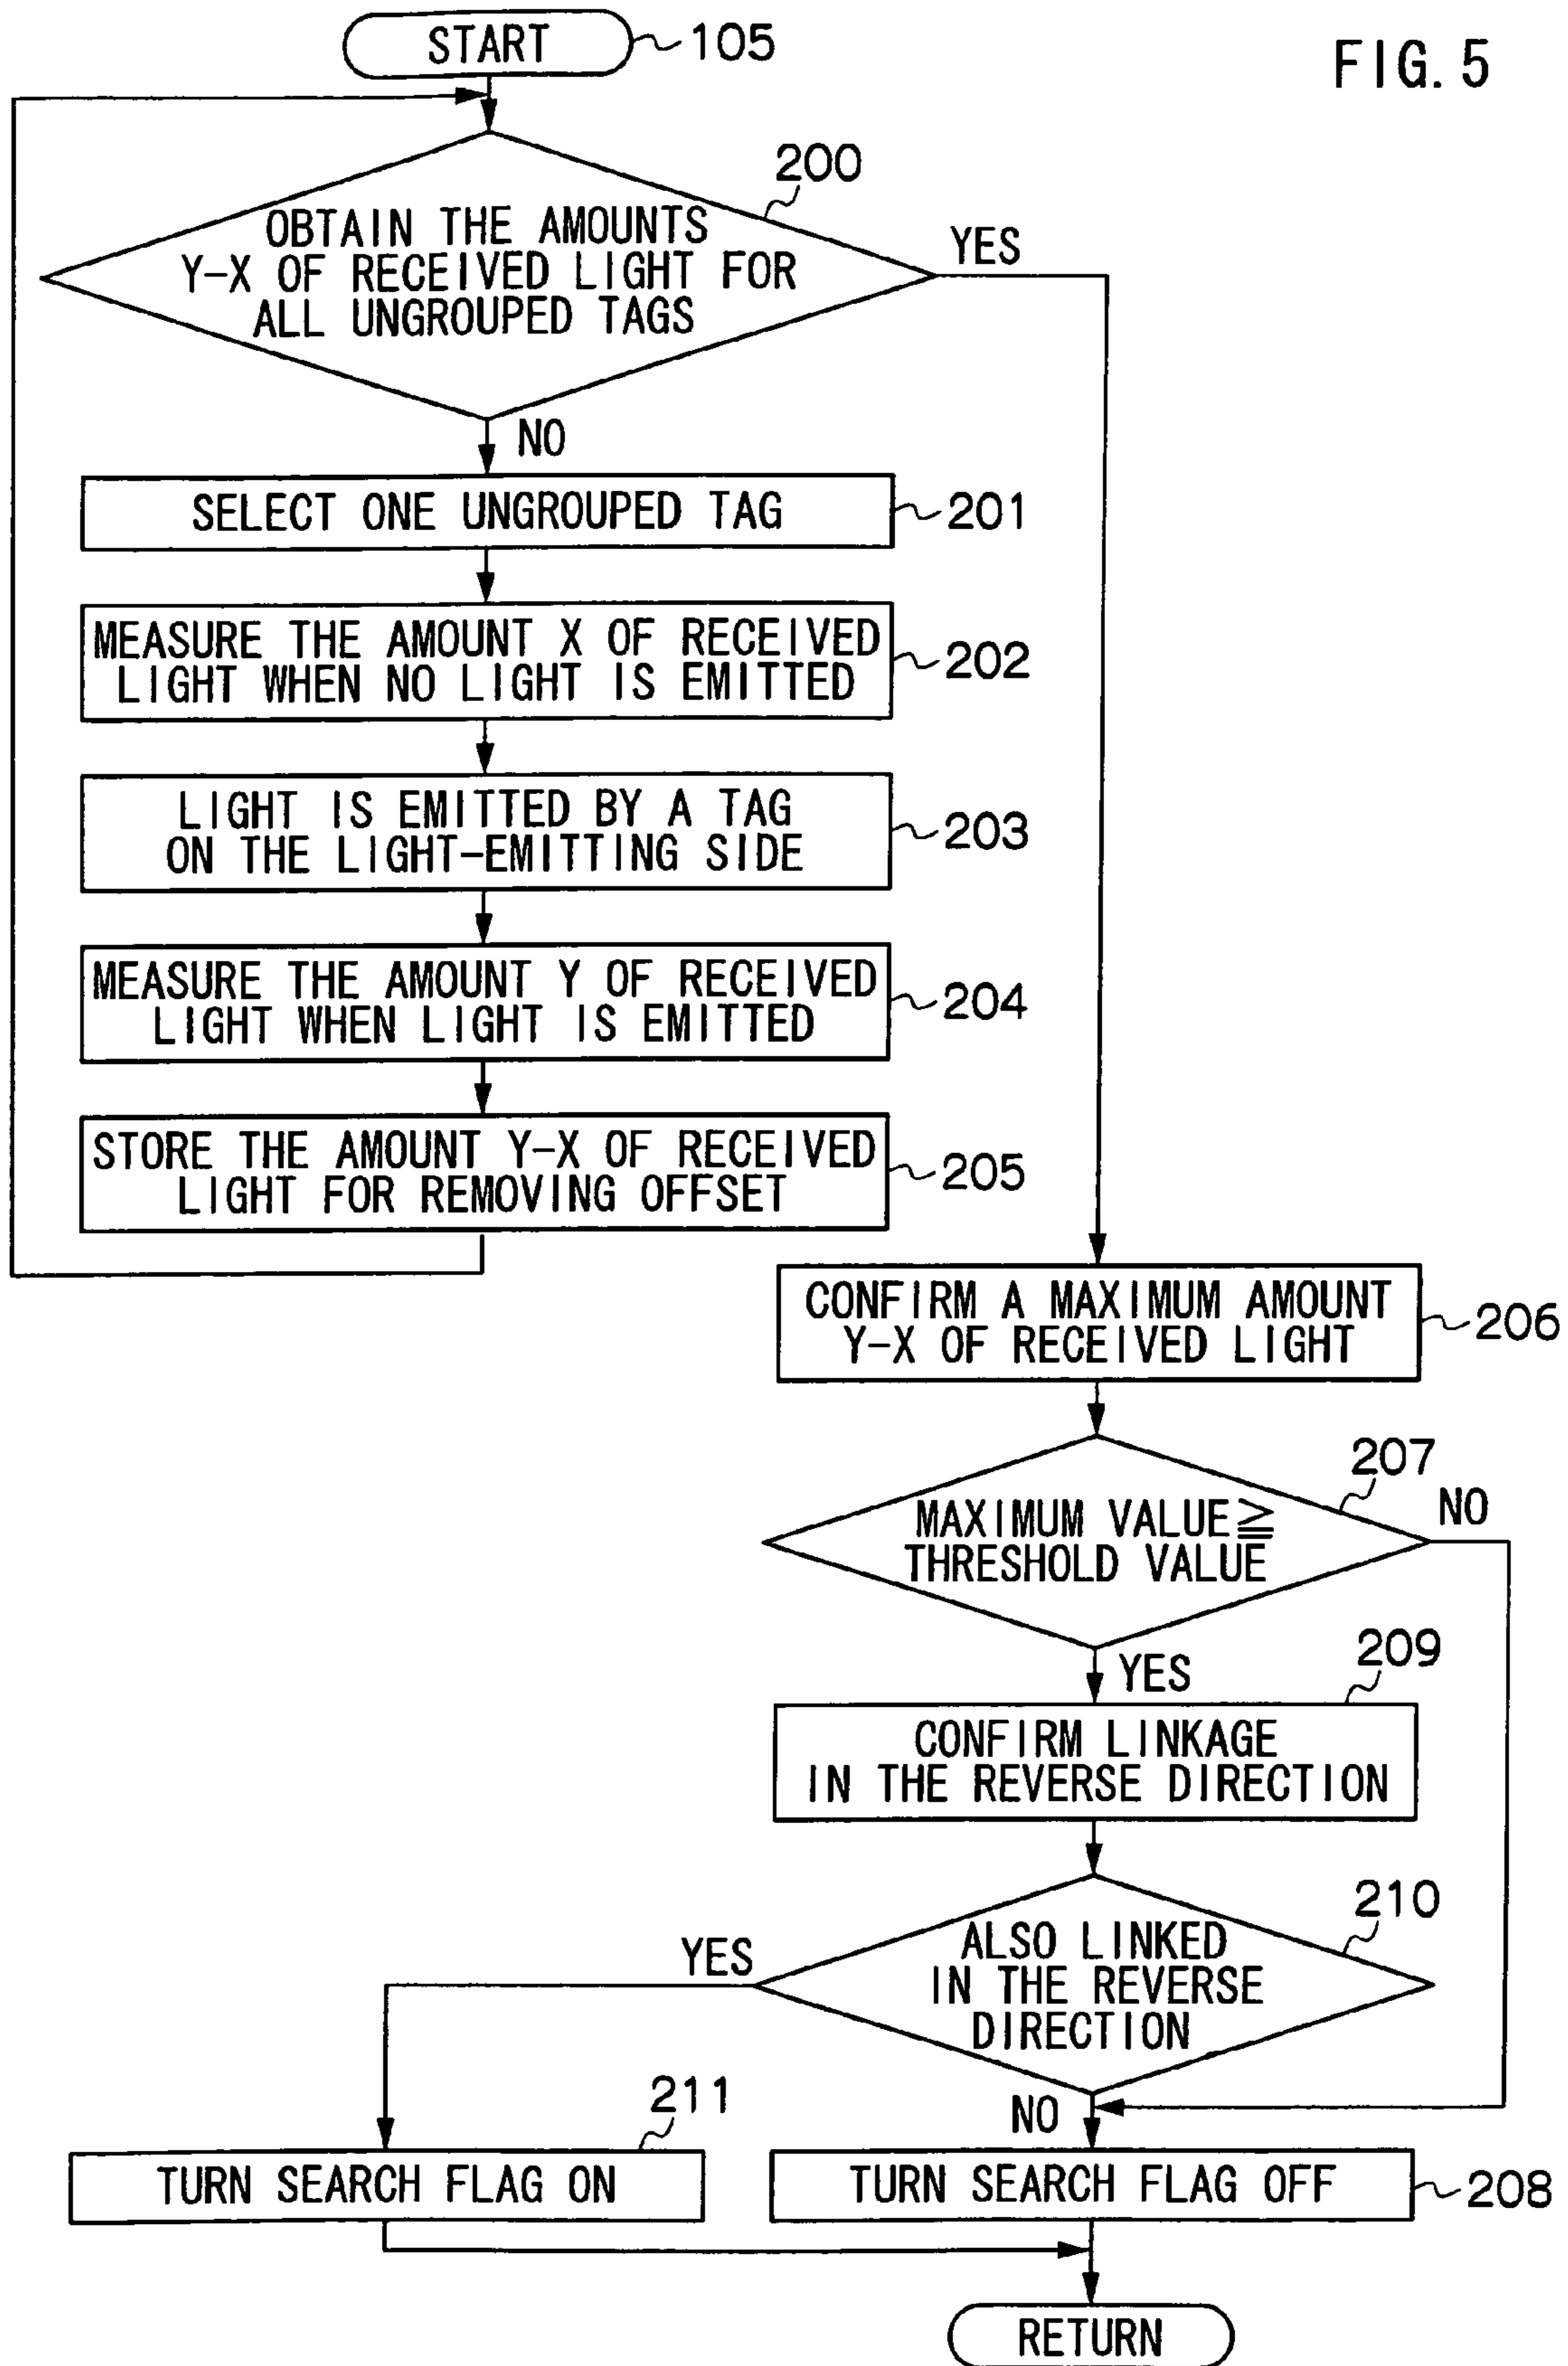 START
105
FIG. 5
200
OBTAIN THE AMOUNTS
Y-X OF RECEIVED LIGHT FOR
ALL UNGROUPED TAGS
YES
NO
SELECT ONE UNGROUPED TAG
201
MEASURE THE AMOUNT X OF RECEIVED
LIGHT WHEN NO LIGHT IS EMITTED
202
LIGHT IS EMITTED BY A TAG
ON THE LIGHT-EMITTING SIDE
203
MEASURE THE AMOUNT Y OF RECEIVED
LIGHT WHEN LIGHT IS EMITTED
204
STORE THE AMOUNT Y-X OF RECEIVED
LIGHT FOR REMOVING OFFSET
205
CONFIRM A MAXIMUM AMOUNT
Y-X OF RECEIVED LIGHT
206
207
MAXIMUM VALUE≧
THRESHOLD VALUE
NO
YES
209
CONFIRM LINKAGE
IN THE REVERSE DIRECTION
210
ALSO LINKED
IN THE REVERSE
DIRECTION
YES
NO
211
TURN SEARCH FLAG ON
TURN SEARCH FLAG OFF
208
RETURN